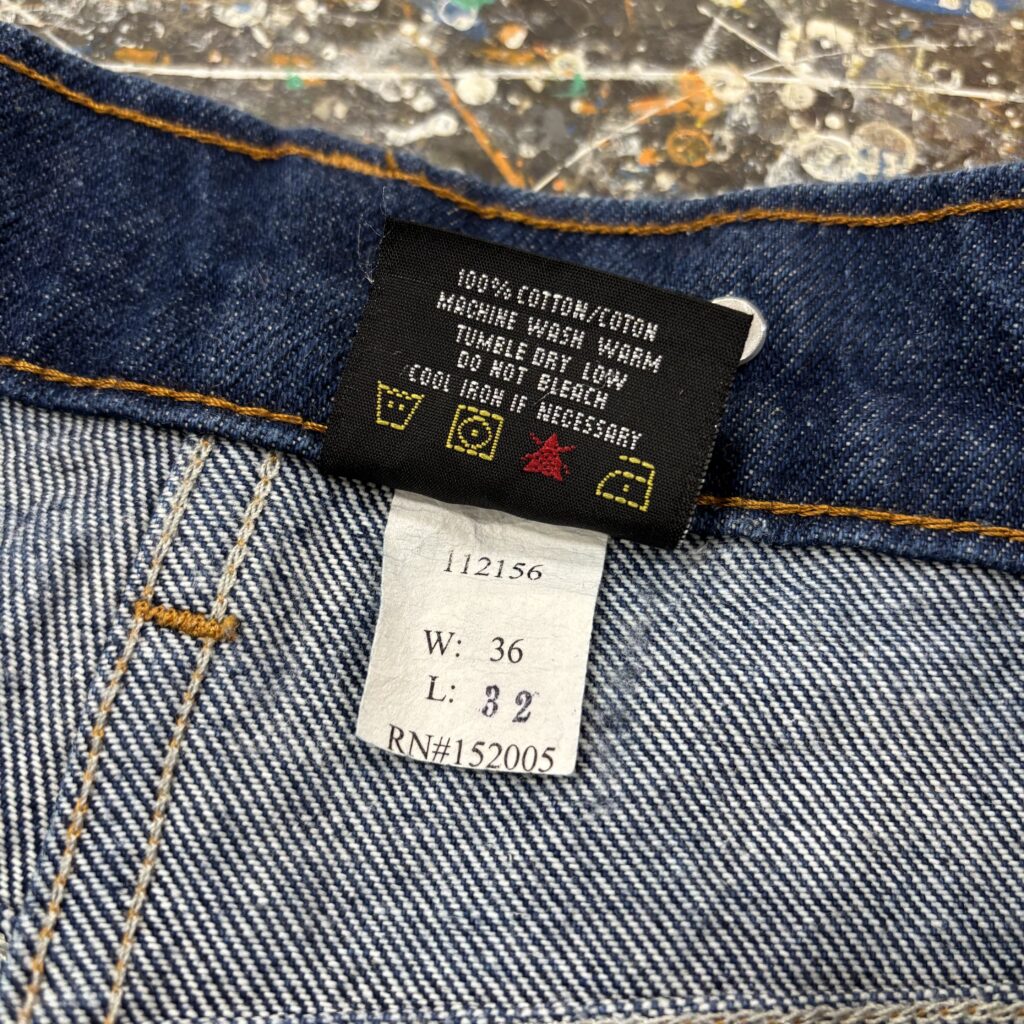 100% COTTON/COTON
MACHINE WASH WARM
TUMBLE DRY LOW
DO NOT BLEACH
COOL IRON IF NECESSARY
112156
W: 36
L: 32
RN#152005